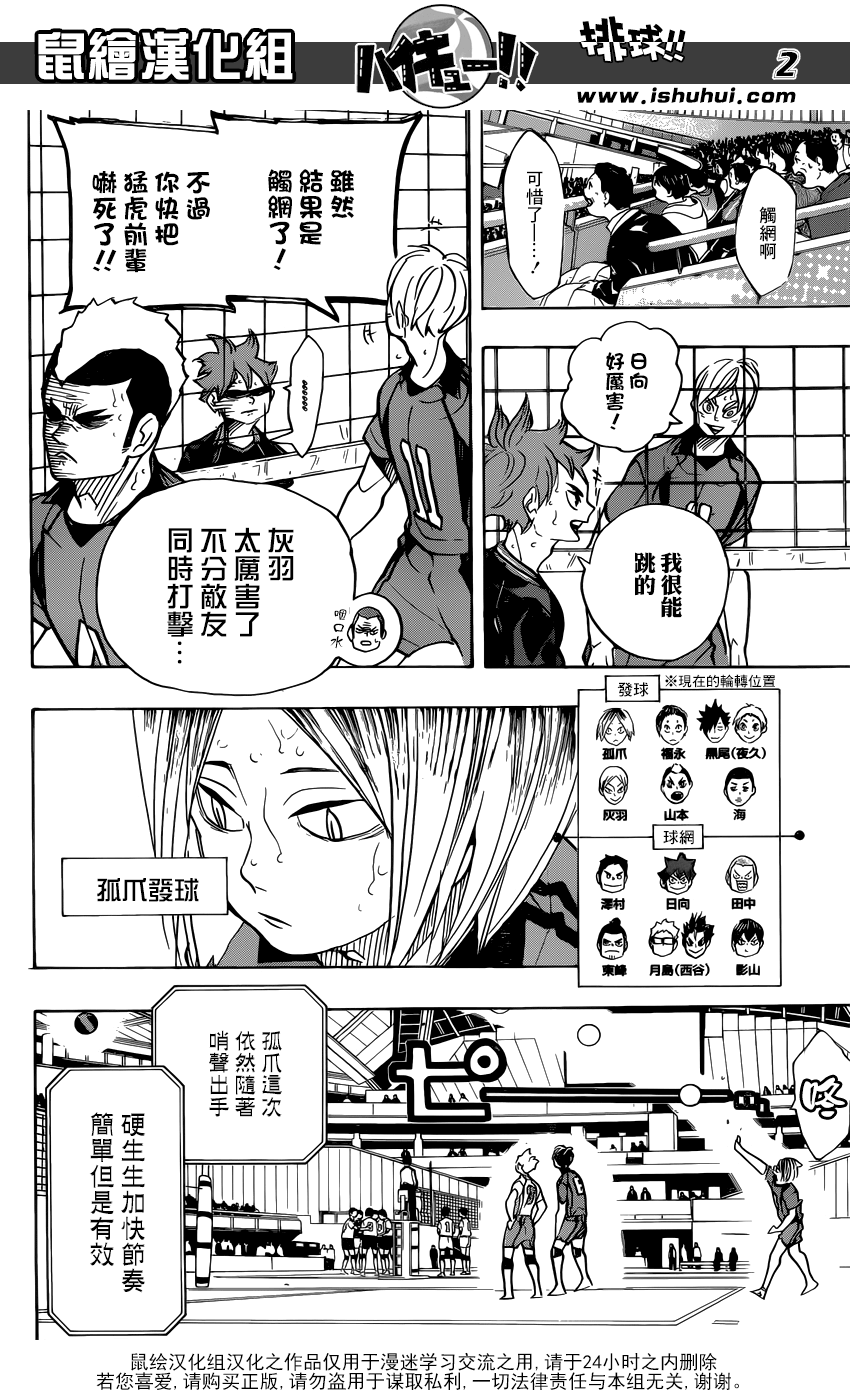 鼠繪漢化組
ハイキュー!!
排球!!
2
www.ishuhui.com
觸網啊
可惜了!…!
日向
好厲害!
我很能
跳的
雖然
結果是
觸網了!
不過
你快把
猛虎前輩
嚇死了!!
…………
灰羽
太厲害了
不分敵友
同時打擊…
咽口水
※現在的輪轉位置
發球
孤爪
福永
黑尾(夜久)
灰羽
山本
海
球網
澤村
日向
田中
東峰
月島(西谷)
影山
孤爪發球
咚
ピー
孤爪這次
依然隨著
哨聲出手
硬生生加快節奏
簡單但是有效
鼠绘汉化组汉化之作品仅用于漫迷学习交流之用,请于24小时之内删除
若您喜爱,请购买正版,请勿盗用于谋取私利,一切法律责任与本组无关,谢谢。